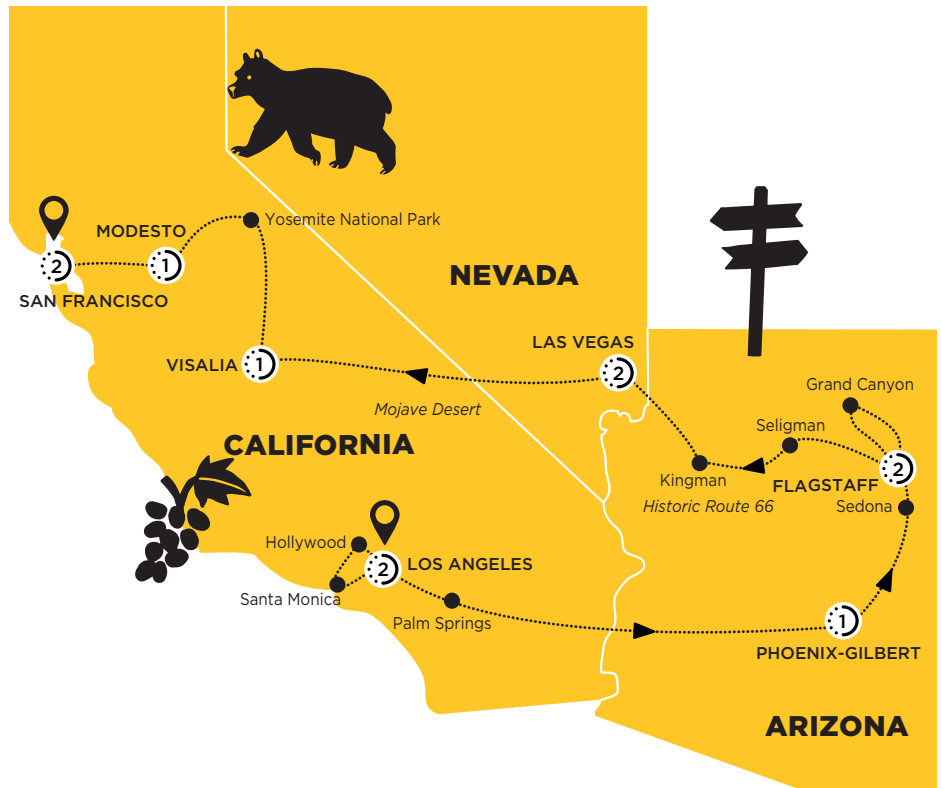 Yosemite National Park
MODESTO
2
1
SAN FRANCISCO
NEVADA
LAS VEGAS
VISALIA
1
2
Mojave Desert
Grand Canyon
CALIFORNIA
Seligman
Kingman
FLAGSTAFF
2
Historic Route 66
Sedona
Hollywood
2
LOS ANGELES
Santa Monica
Palm Springs
1
PHOENIX-GILBERT
ARIZONA